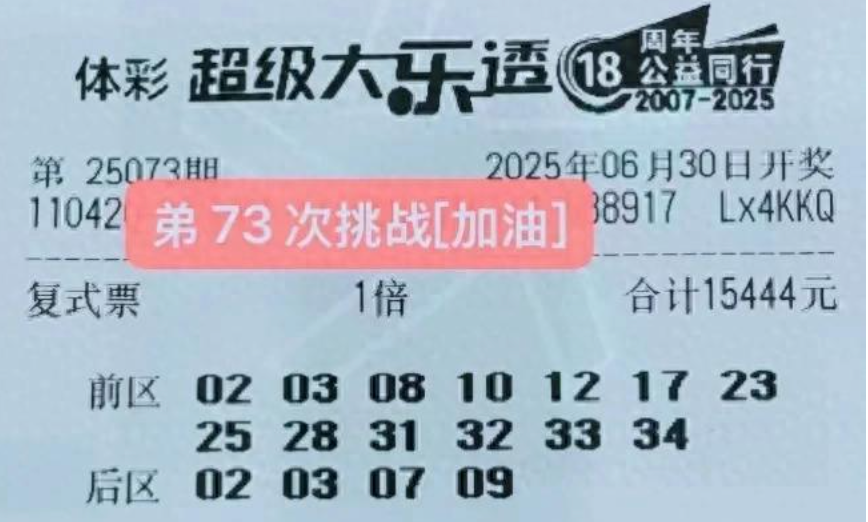 体彩 超级大乐透 18 周年 公益同行 2007-2025
第 25073期 2025年06月30日开奖
11042 38917 Lx4KKQ
弟 73 次挑战[加油]
复式票 1倍 合计15444元
前区 02 03 08 10 12 17 23
25 28 31 32 33 34
后区 02 03 07 09